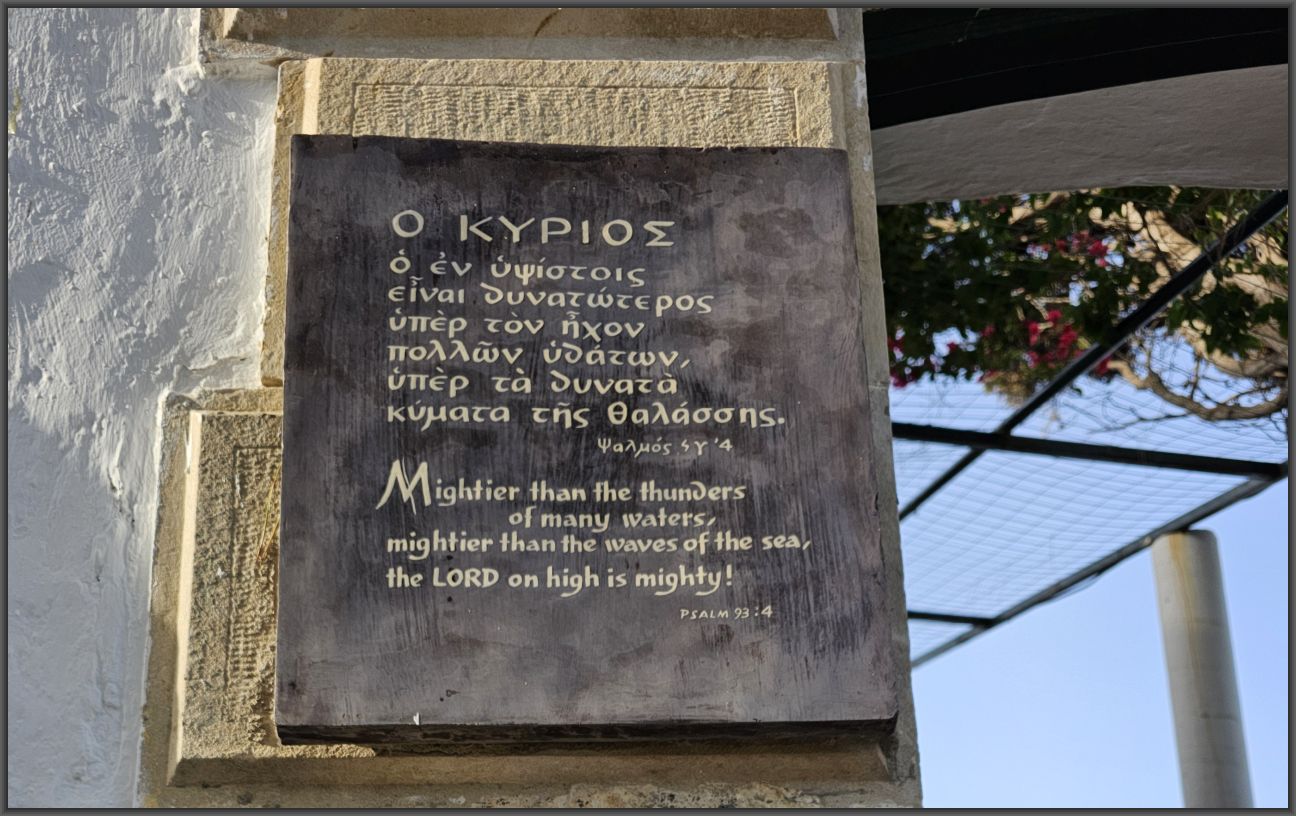 Ο ΚΥΡΙΟΣ
ὁ ἐν ὑψίστοις
εἶναι δυνατώτερος
ὑπὲρ τὸν ἦχον
πολλῶν ὑδάτων,
ὑπὲρ τὰ δυνατὰ
κύματα τῆς θαλάσσης.
Ψαλμός ϟγ '4
Mightier than the thunders
of many waters,
mightier than the waves of the sea,
the LORD on high is mighty!
PSALM 93:4